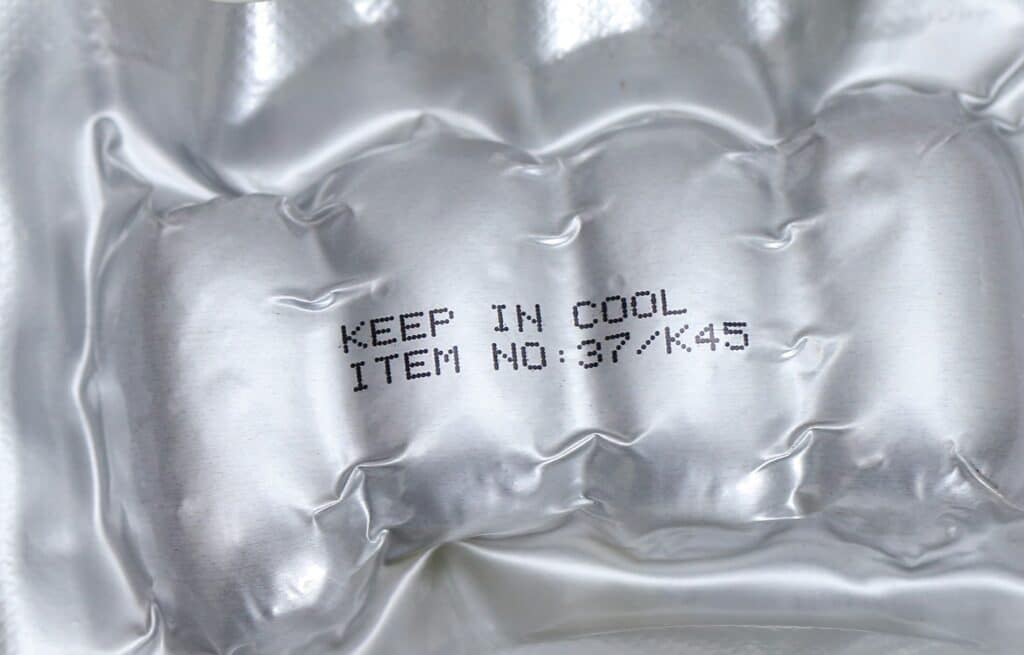 KEEP IN COOL
ITEM NO:37/K45